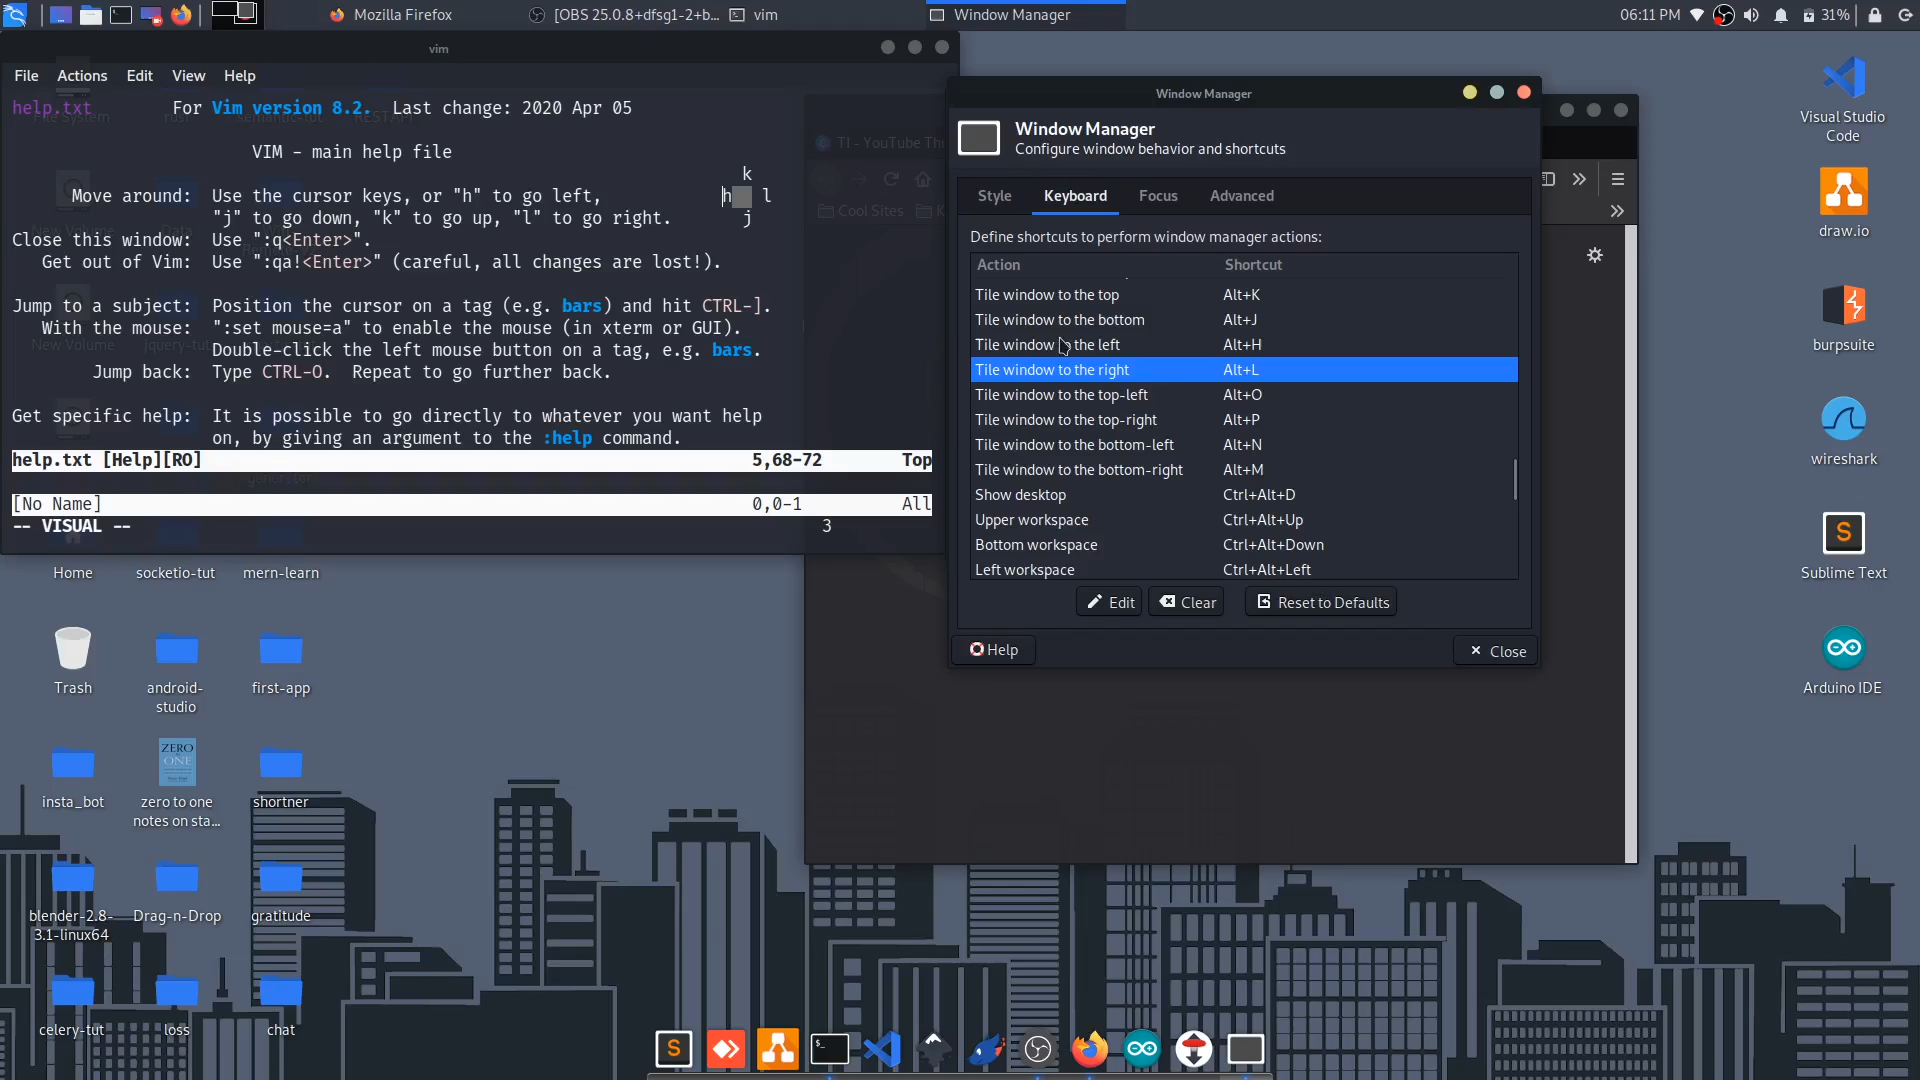 Mozilla Firefox
[OBS 25.0.8+dfsg1-2+b...
vim
Window Manager
06:11 PM
31%
vim
File Actions Edit View Help
help.txt For Vim version 8.2. Last change: 2020 Apr 05
VIM - main help file
k
Move around: Use the cursor keys, or "h" to go left, h l
"j" to go down, "k" to go up, "l" to go right. j
Close this window: Use ":q<Enter>".
Get out of Vim: Use ":qa!<Enter>" (careful, all changes are lost!).
Jump to a subject: Position the cursor on a tag (e.g. bars) and hit CTRL-].
With the mouse: ":set mouse=a" to enable the mouse (in xterm or GUI).
Double-click the left mouse button on a tag, e.g. bars.
Jump back: Type CTRL-O. Repeat to go further back.
Get specific help: It is possible to go directly to whatever you want help
on, by giving an argument to the :help command.
help.txt [Help][RO] 5,68-72 Top
[No Name] 0,0-1 All
-- VISUAL -- 3
TI - YouTube Th
Cool Sites
Window Manager
Window Manager
Configure window behavior and shortcuts
Style Keyboard Focus Advanced
Define shortcuts to perform window manager actions:
Action Shortcut
Tile window to the top Alt+K
Tile window to the bottom Alt+J
Tile window to the left Alt+H
Tile window to the right Alt+L
Tile window to the top-left Alt+O
Tile window to the top-right Alt+P
Tile window to the bottom-left Alt+N
Tile window to the bottom-right Alt+M
Show desktop Ctrl+Alt+D
Upper workspace Ctrl+Alt+Up
Bottom workspace Ctrl+Alt+Down
Left workspace Ctrl+Alt+Left
Edit Clear Reset to Defaults
Help Close
Visual Studio
Code
draw.io
burpsuite
wireshark
Sublime Text
Arduino IDE
File System
New Volume
Home socketio-tut mern-learn
Trash android-
studio first-app
ZERO
ONE
insta_bot zero to one
notes on sta... shortner
blender-2.8-
3.1-linux64 Drag-n-Drop gratitude
celery-tut loss chat